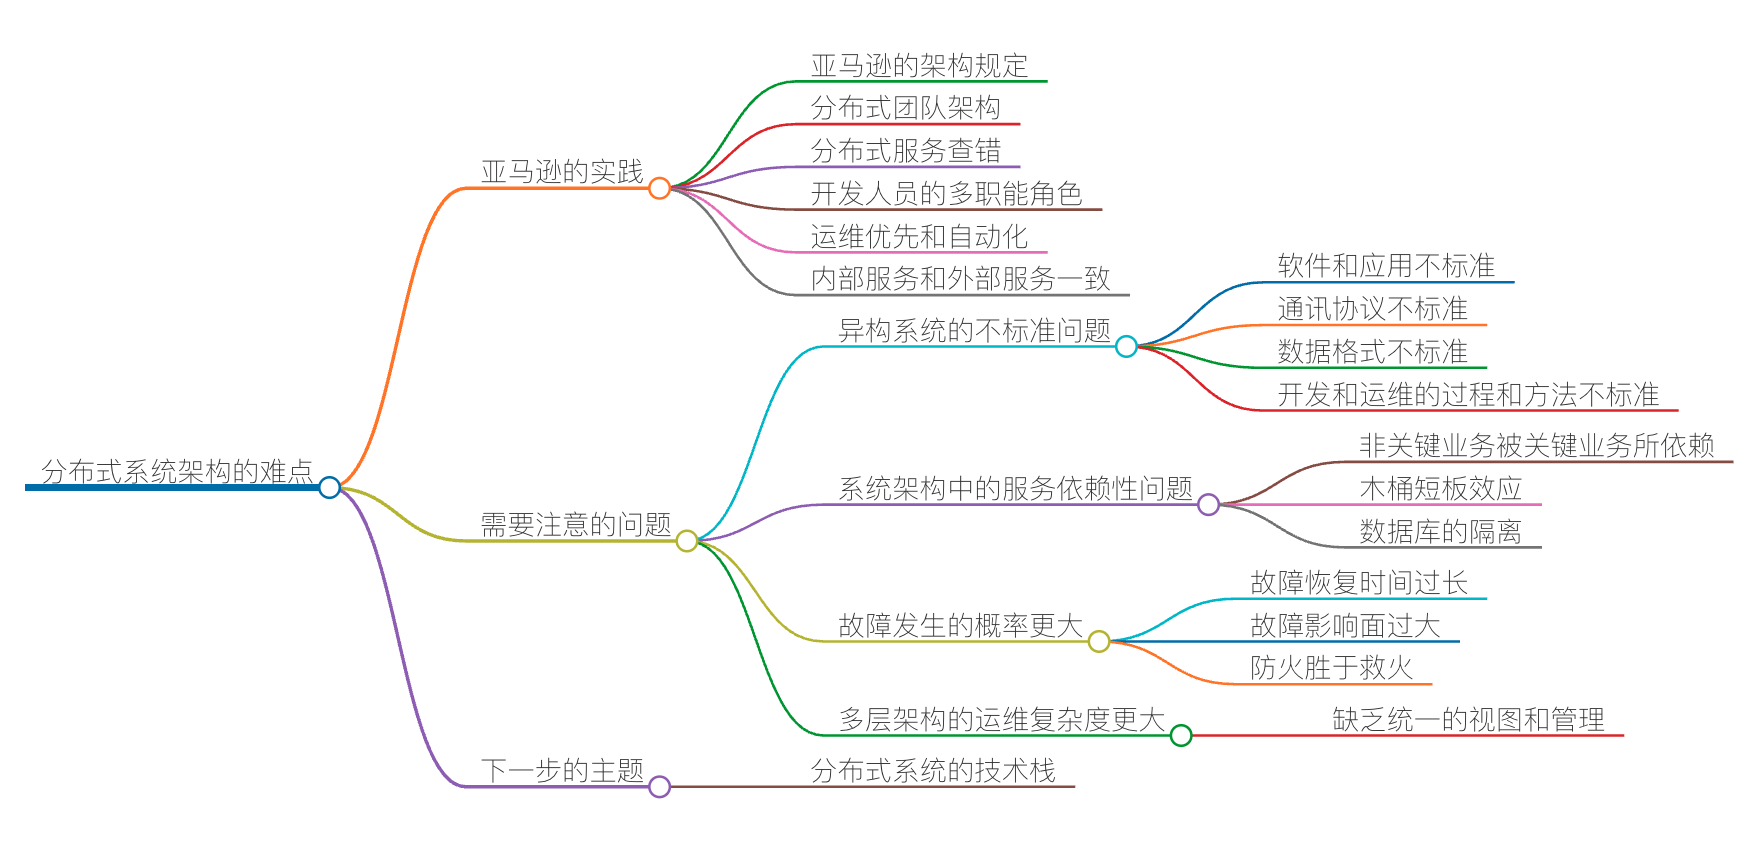 分布式系统架构的难点
亚马逊的实践
亚马逊的架构规定
分布式团队架构
分布式服务查错
开发人员的多职能角色
运维优先和自动化
内部服务和外部服务一致
需要注意的问题
异构系统的不标准问题
软件和应用不标准
通讯协议不标准
数据格式不标准
开发和运维的过程和方法不标准
系统架构中的服务依赖性问题
非关键业务被关键业务所依赖
木桶短板效应
数据库的隔离
故障发生的概率更大
故障恢复时间过长
故障影响面过大
防火胜于救火
多层架构的运维复杂度更大
缺乏统一的视图和管理
下一步的主题
分布式系统的技术栈